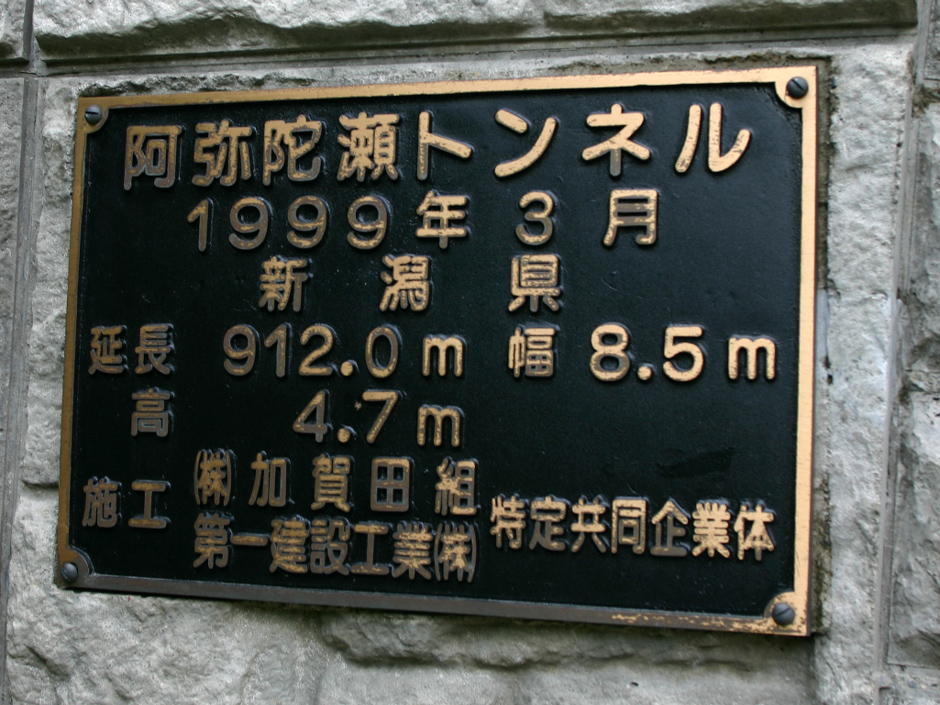 阿弥陀瀬トンネル
1999年 3月
新潟県
延長 912.0m 幅 8.5m
高 4.7m
施工 ㈱加賀田組
第一建設工業㈱ 特定共同企業体